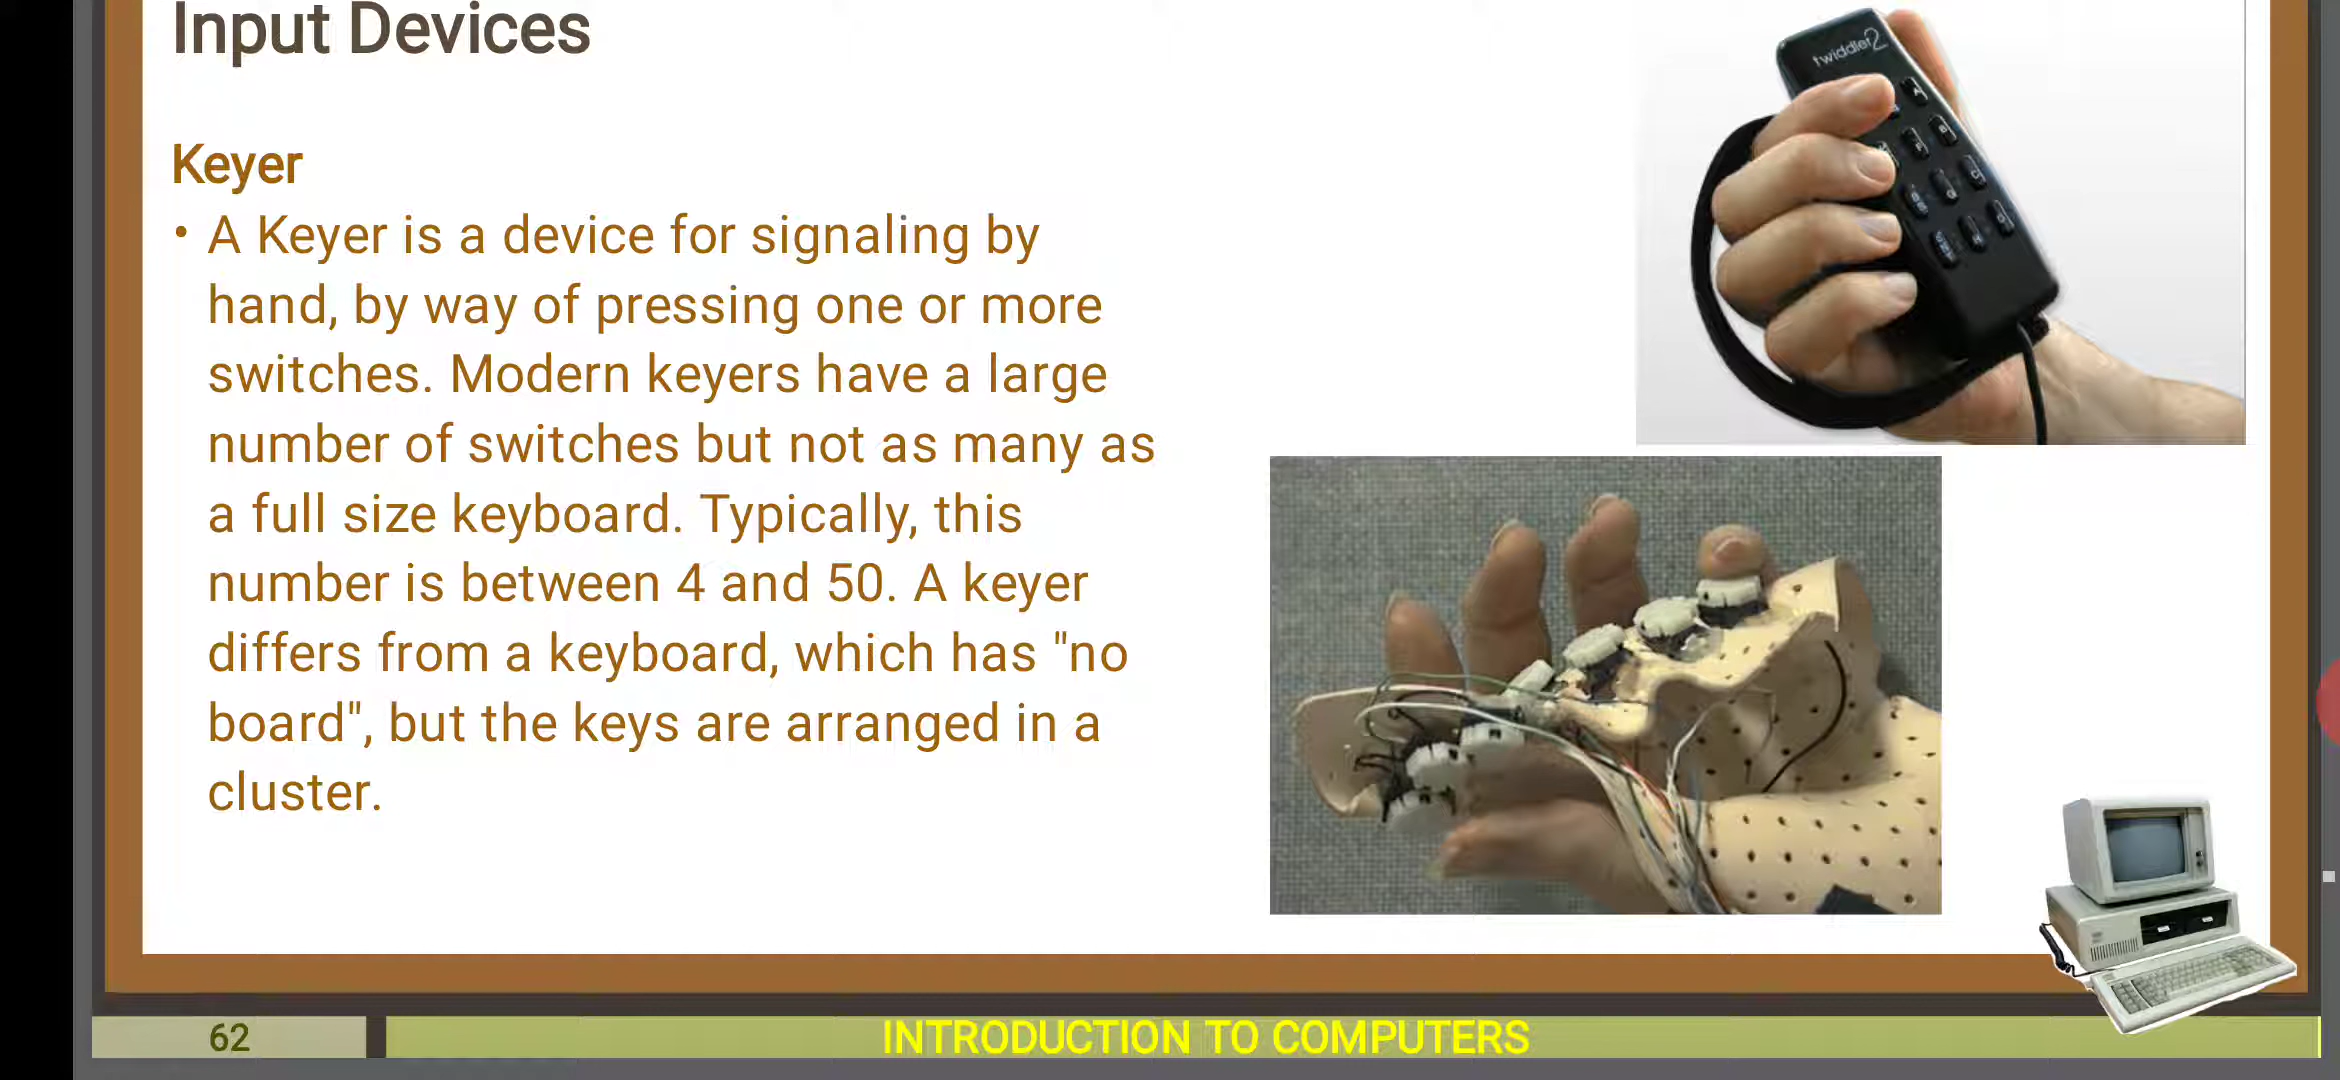 Input Devices
Keyer
• A Keyer is a device for signaling by
hand, by way of pressing one or more
switches. Modern keyers have a large
number of switches but not as many as
a full size keyboard. Typically, this
number is between 4 and 50. A keyer
differs from a keyboard, which has "no
board", but the keys are arranged in a
cluster.
twiddler2
62
INTRODUCTION TO COMPUTERS